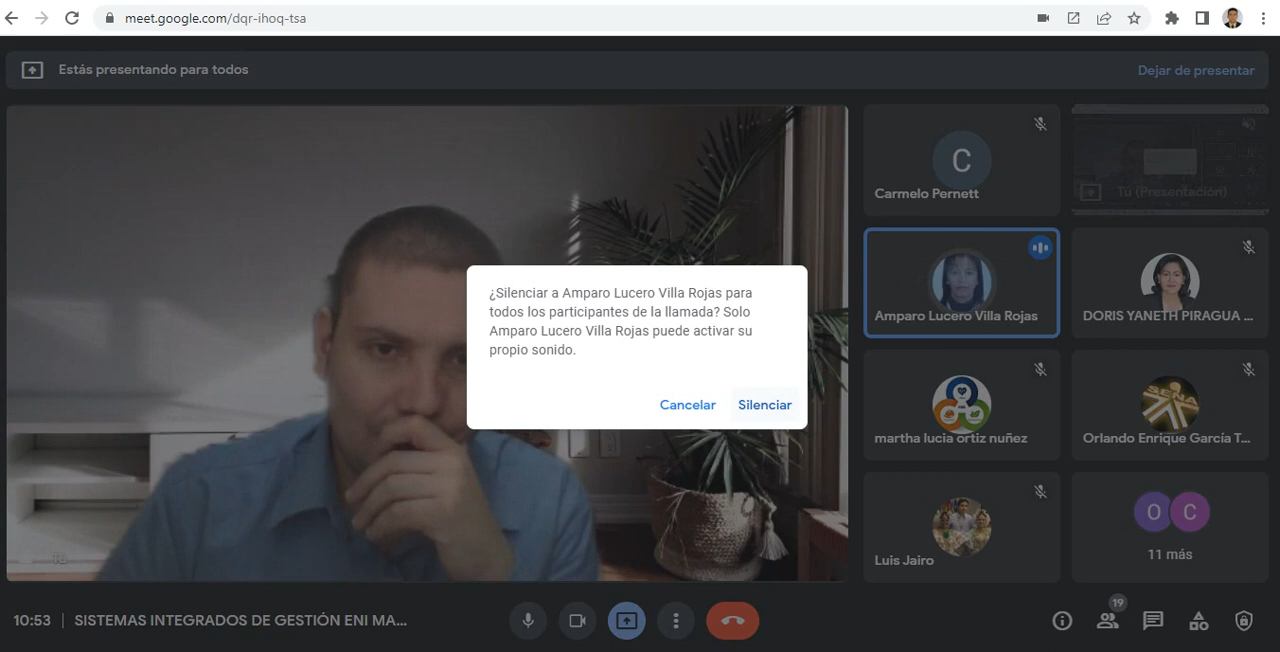 meet.google.com/dqr-ihoq-tsa
Estás presentando para todos
Dejar de presentar
C
Carmelo Pernett
Tú (Presentación)
¿Silenciar a Amparo Lucero Villa Rojas para
todos los participantes de la llamada? Solo
Amparo Lucero Villa Rojas puede activar su
propio sonido.
Cancelar
Silenciar
Amparo Lucero Villa Rojas
DORIS YANETH PIRAGUA ...
martha lucia ortiz nuñez
SENA
Orlando Enrique García T...
Luis Jairo
O
C
11 más
10:53
SISTEMAS INTEGRADOS DE GESTIÓN ENI MA...
19